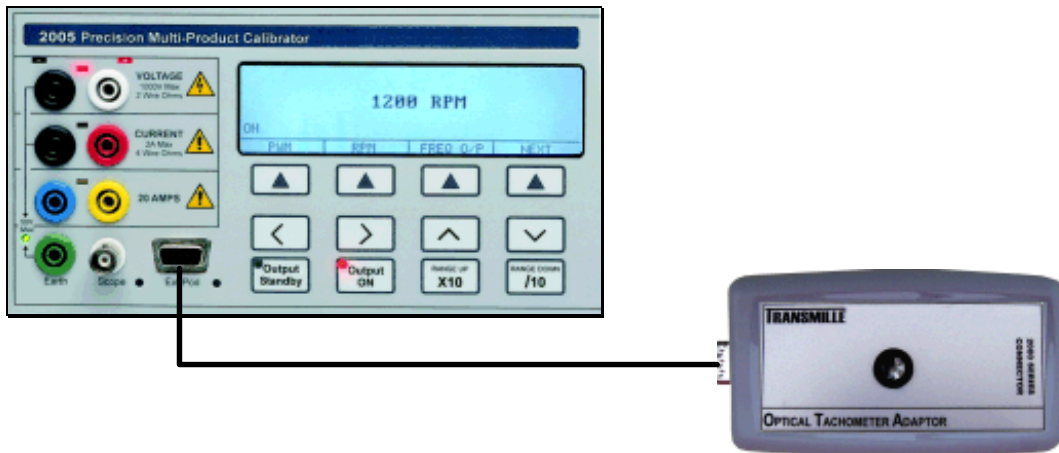 2005 Precision Multi-Product Calibrator
VOLTAGE
1000V Max
2 Wire Ohms
CURRENT
2A Max
4 Wire Ohms
20 AMPS
Earth
Scope
1200 RPM
ON
PWM RPM FREQ O/P NEXT
Output
Standby
Output
ON
RANGE UP
X10
RANGE DOWN
/10
TRANSMILLE
2000 SERIES
CONNECTOR
OPTICAL TACHOMETER ADAPTOR